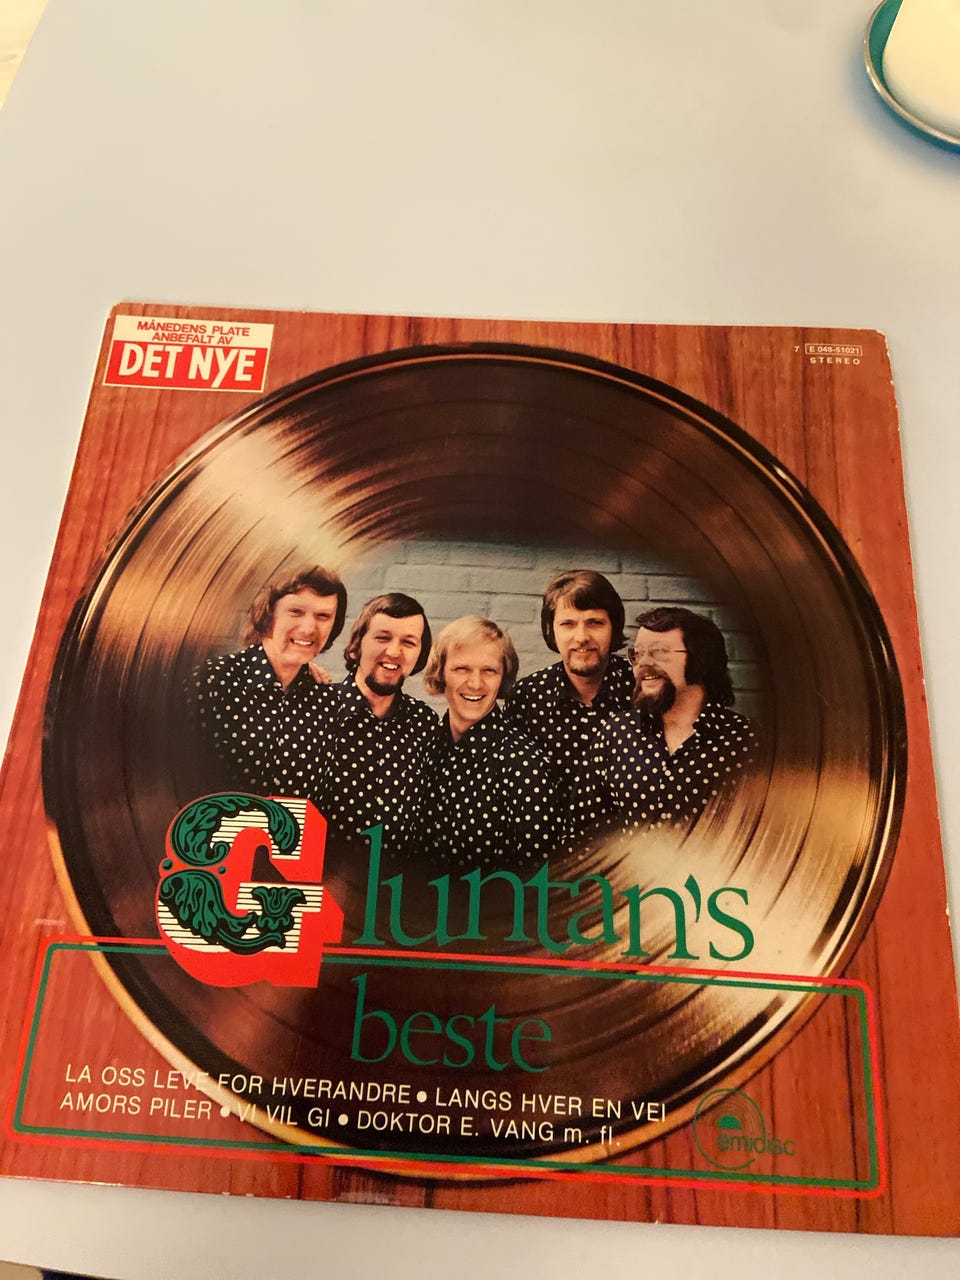 MÅNEDENS PLATE
ANBEFALT AV
DET NYE
7 E 048-51021
STEREO
Gluntan's
beste
LA OSS LEVE FOR HVERANDRE • LANGS HVER EN VEI
AMORS PILER • VI VIL GI • DOKTOR E. VANG m. fl.
emidisc